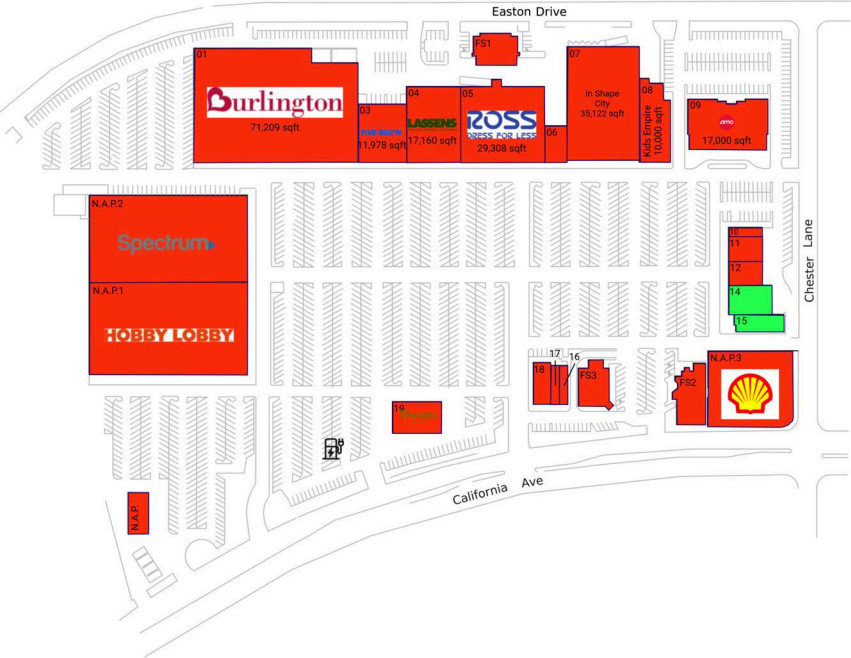 Easton Drive
01
Burlington
71,209 sqft
03
11,978 sqft
04
LASSENS
17,160 sqft
05
ROSS
DRESS FOR LESS
29,308 sqft
06
FS1
07
In Shape
City
35,122 sqft
08
Kids Empire
10,000 sqft
09
amc
17,000 sqft
N.A.P.2
Spectrum
N.A.P.1
HOBBY LOBBY
10
11
12
14
15
Chester Lane
17
16
18
FS3
FS2
N.A.P.3
19
N.A.P.
California Ave